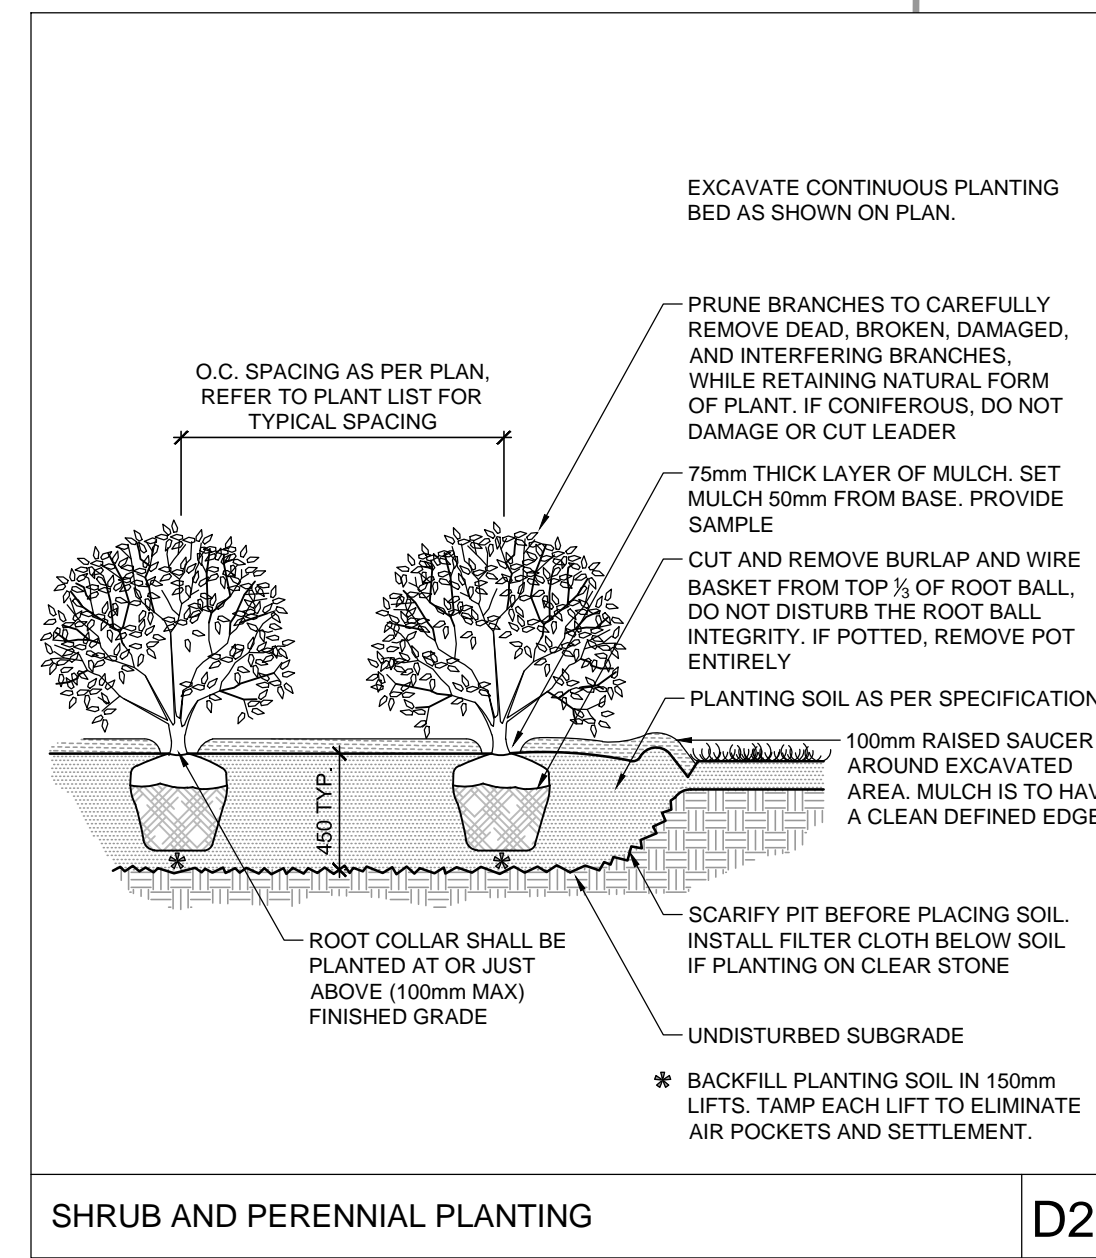 EXCAVATE CONTINUOUS PLANTING
BED AS SHOWN ON PLAN.
PRUNE BRANCHES TO CAREFULLY
REMOVE DEAD, BROKEN, DAMAGED,
AND INTERFERING BRANCHES,
WHILE RETAINING NATURAL FORM
OF PLANT. IF CONIFEROUS, DO NOT
DAMAGE OR CUT LEADER
O.C. SPACING AS PER PLAN,
REFER TO PLANT LIST FOR
TYPICAL SPACING
75mm THICK LAYER OF MULCH. SET
MULCH 50mm FROM BASE. PROVIDE
SAMPLE
CUT AND REMOVE BURLAP AND WIRE
BASKET FROM TOP ⅓ OF ROOT BALL,
DO NOT DISTURB THE ROOT BALL
INTEGRITY. IF POTTED, REMOVE POT
ENTIRELY
PLANTING SOIL AS PER SPECIFICATION
100mm RAISED SAUCER
AROUND EXCAVATED
AREA. MULCH IS TO HAV
A CLEAN DEFINED EDGE
450 TYP.
SCARIFY PIT BEFORE PLACING SOIL.
INSTALL FILTER CLOTH BELOW SOIL
IF PLANTING ON CLEAR STONE
ROOT COLLAR SHALL BE
PLANTED AT OR JUST
ABOVE (100mm MAX)
FINISHED GRADE
UNDISTURBED SUBGRADE
* BACKFILL PLANTING SOIL IN 150mm
LIFTS. TAMP EACH LIFT TO ELIMINATE
AIR POCKETS AND SETTLEMENT.
SHRUB AND PERENNIAL PLANTING
D2